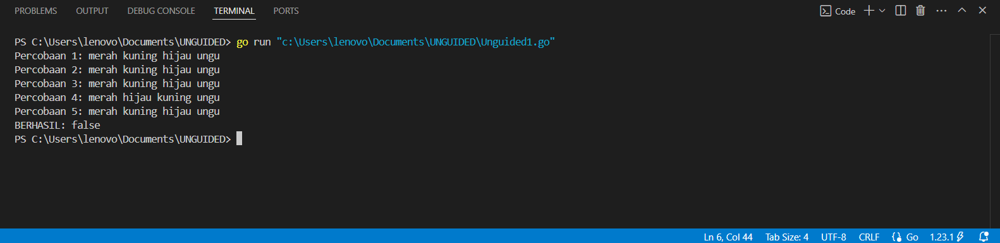 PROBLEMS OUTPUT DEBUG CONSOLE TERMINAL PORTS Code
PS C:\Users\lenovo\Documents\UNGUIDED> go run "c:\Users\lenovo\Documents\UNGUIDED\Unguided1.go"
Percobaan 1: merah kuning hijau ungu
Percobaan 2: merah kuning hijau ungu
Percobaan 3: merah kuning hijau ungu
Percobaan 4: merah hijau kuning ungu
Percobaan 5: merah kuning hijau ungu
BERHASIL: false
PS C:\Users\lenovo\Documents\UNGUIDED>
Ln 6, Col 44 Tab Size: 4 UTF-8 CRLF Go 1.23.1